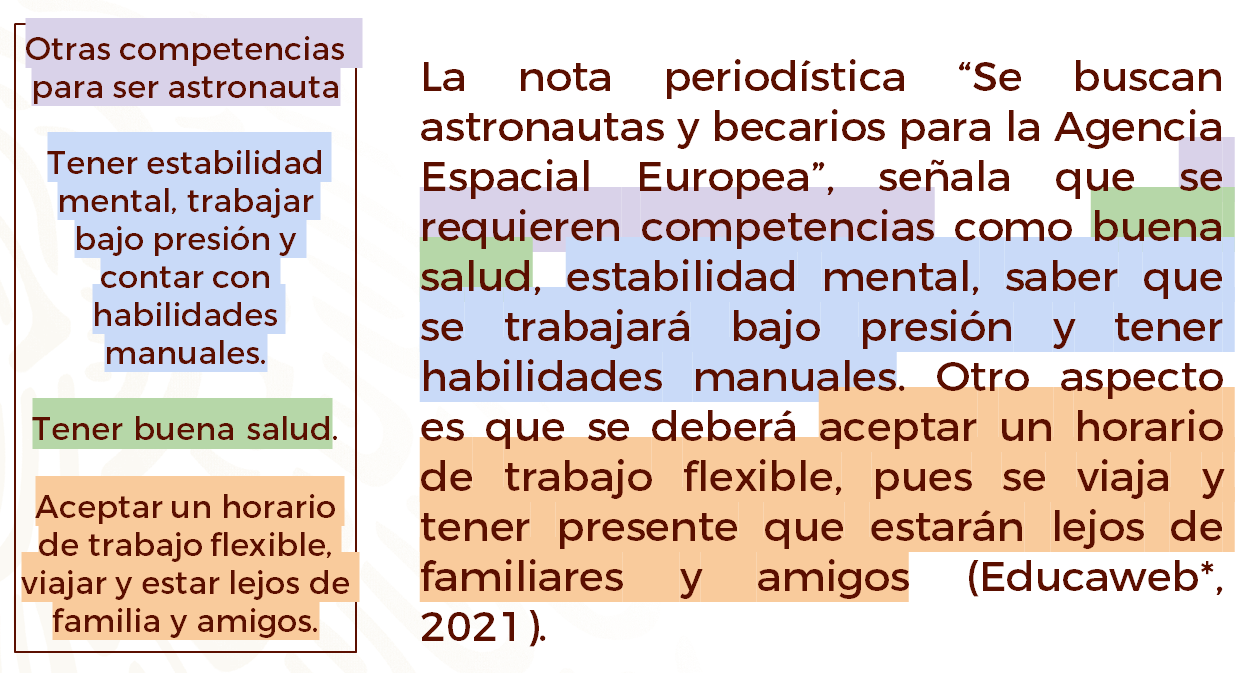 Otras competencias
para ser astronauta
Tener estabilidad
mental, trabajar
bajo presión y
contar con
habilidades
manuales.
Tener buena salud.
Aceptar un horario
de trabajo flexible,
viajar y estar lejos de
familia y amigos.
La nota periodística “Se buscan
astronautas y becarios para la Agencia
Espacial Europea”, señala que se
requieren competencias como buena
salud, estabilidad mental, saber que
se trabajará bajo presión y tener
habilidades manuales. Otro aspecto
es que se deberá aceptar un horario
de trabajo flexible, pues se viaja y
tener presente que estarán lejos de
familiares y amigos (Educaweb*,
2021).